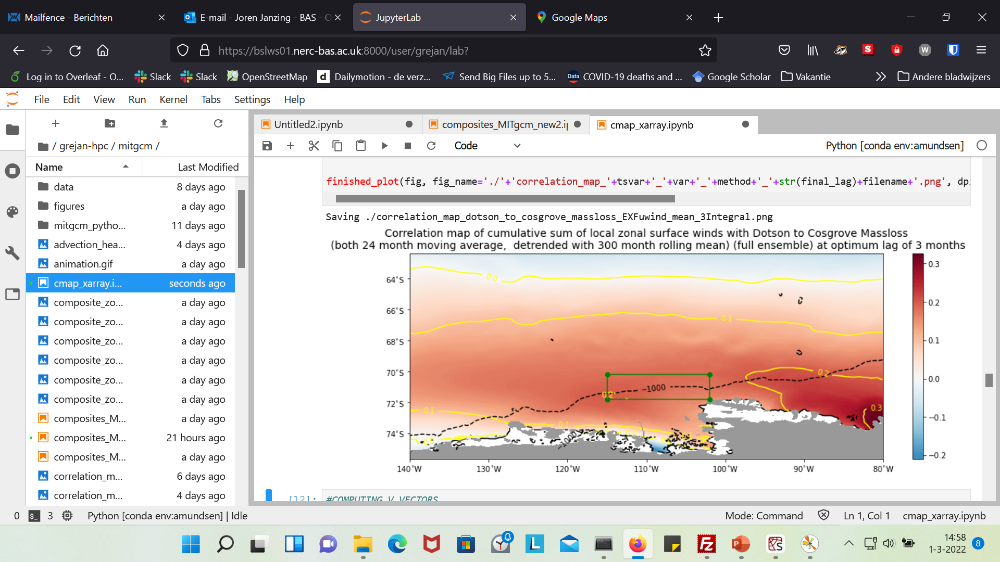 Mailfence - Berichten
E-mail - Joren Janzing - BAS - O
JupyterLab
Google Maps
https://bslws01.nerc-bas.ac.uk:8000/user/grejan/lab?
Log in to Overleaf - O...
Slack
Slack
OpenStreetMap
Dailymotion - de verz...
Send Big Files up to 5...
COVID-19 deaths and ...
Google Scholar
Vakantie
Andere bladwijzers
File Edit View Run Kernel Tabs Settings Help
Untitled2.ipynb
composites_MITgcm_new2.i
cmap_xarray.ipynb
/ grejan-hpc / mitgcm /
Code
Python [conda env:amundsen]
Name Last Modified
data 8 days ago
figures a day ago
mitgcm_pytho... 11 days ago
advection_hea... 4 days ago
animation.gif a day ago
cmap_xarray.i... seconds ago
composite_zo... a day ago
composite_zo... a day ago
composite_zo... a day ago
composite_zo... a day ago
composite_zo... a day ago
composite_zo... a day ago
composites_M... a day ago
composites_M... 21 hours ago
composites_M... a day ago
correlation_m... 6 days ago
correlation_m... 4 days ago
finished_plot(fig, fig_name='./'+'correlation_map_'+tsvar+'_'+var+'_'+method+'_'+str(final_lag)+filename+'.png', dp
Saving ./correlation_map_dotson_to_cosgrove_massloss_EXFuwind_mean_3Integral.png
Correlation map of cumulative sum of local zonal surface winds with Dotson to Cosgrove Massloss
(both 24 month moving average, detrended with 300 month rolling mean) (full ensemble) at optimum lag of 3 months
64°S
66°S
68°S
70°S
72°S
74°S
140°W 130°W 120°W 110°W 100°W 90°W 80°W
0.0
0.1
0.2
−1000
0.2
0.3
0.1
0.1
0.0
0.0
−1000
0.3
0.2
0.1
0.0
−0.1
−0.2
[12]: #COMPUTING V VECTORS
0 3 Python [conda env:amundsen] | Idle
Mode: Command Ln 1, Col 1 cmap_xarray.ipynb
14:58
1-3-2022
8